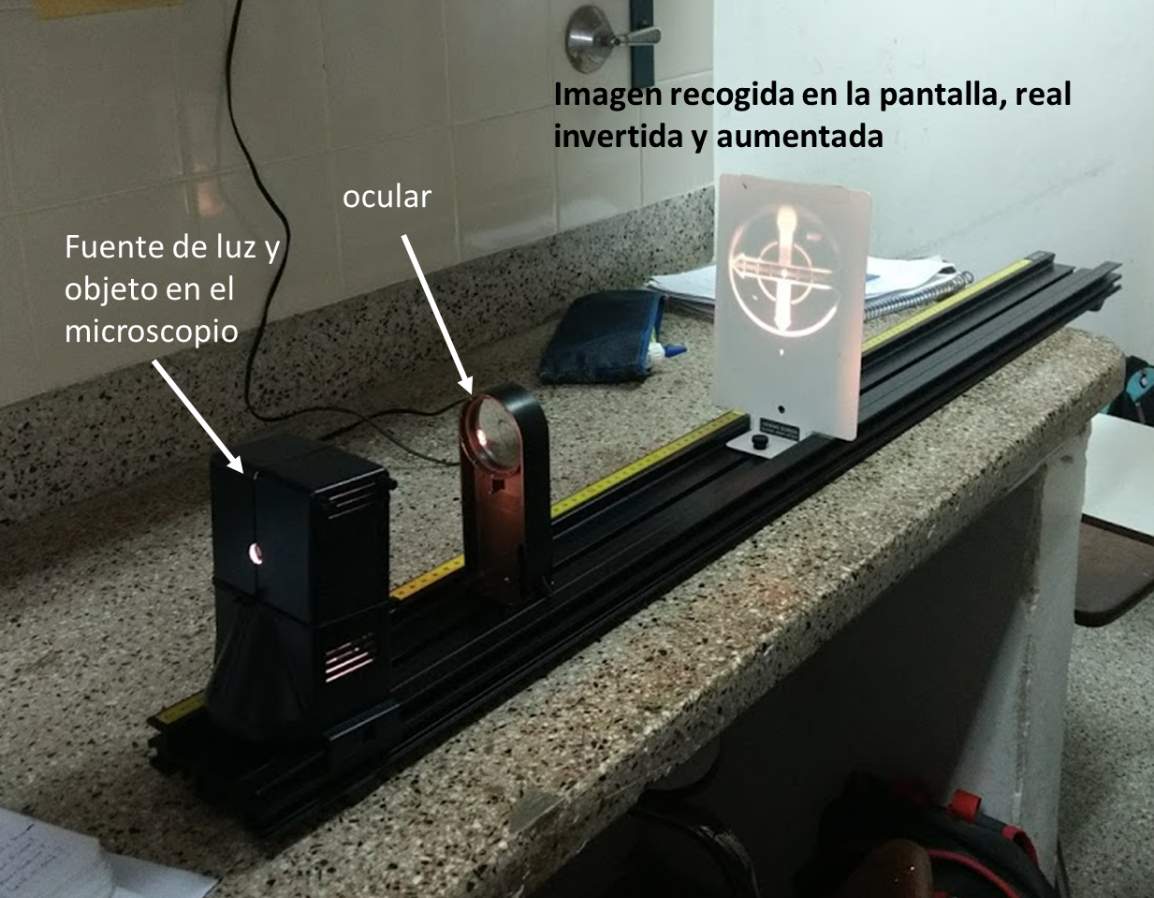 Imagen recogida en la pantalla, real
invertida y aumentada
ocular
Fuente de luz y
objeto en el
microscopio